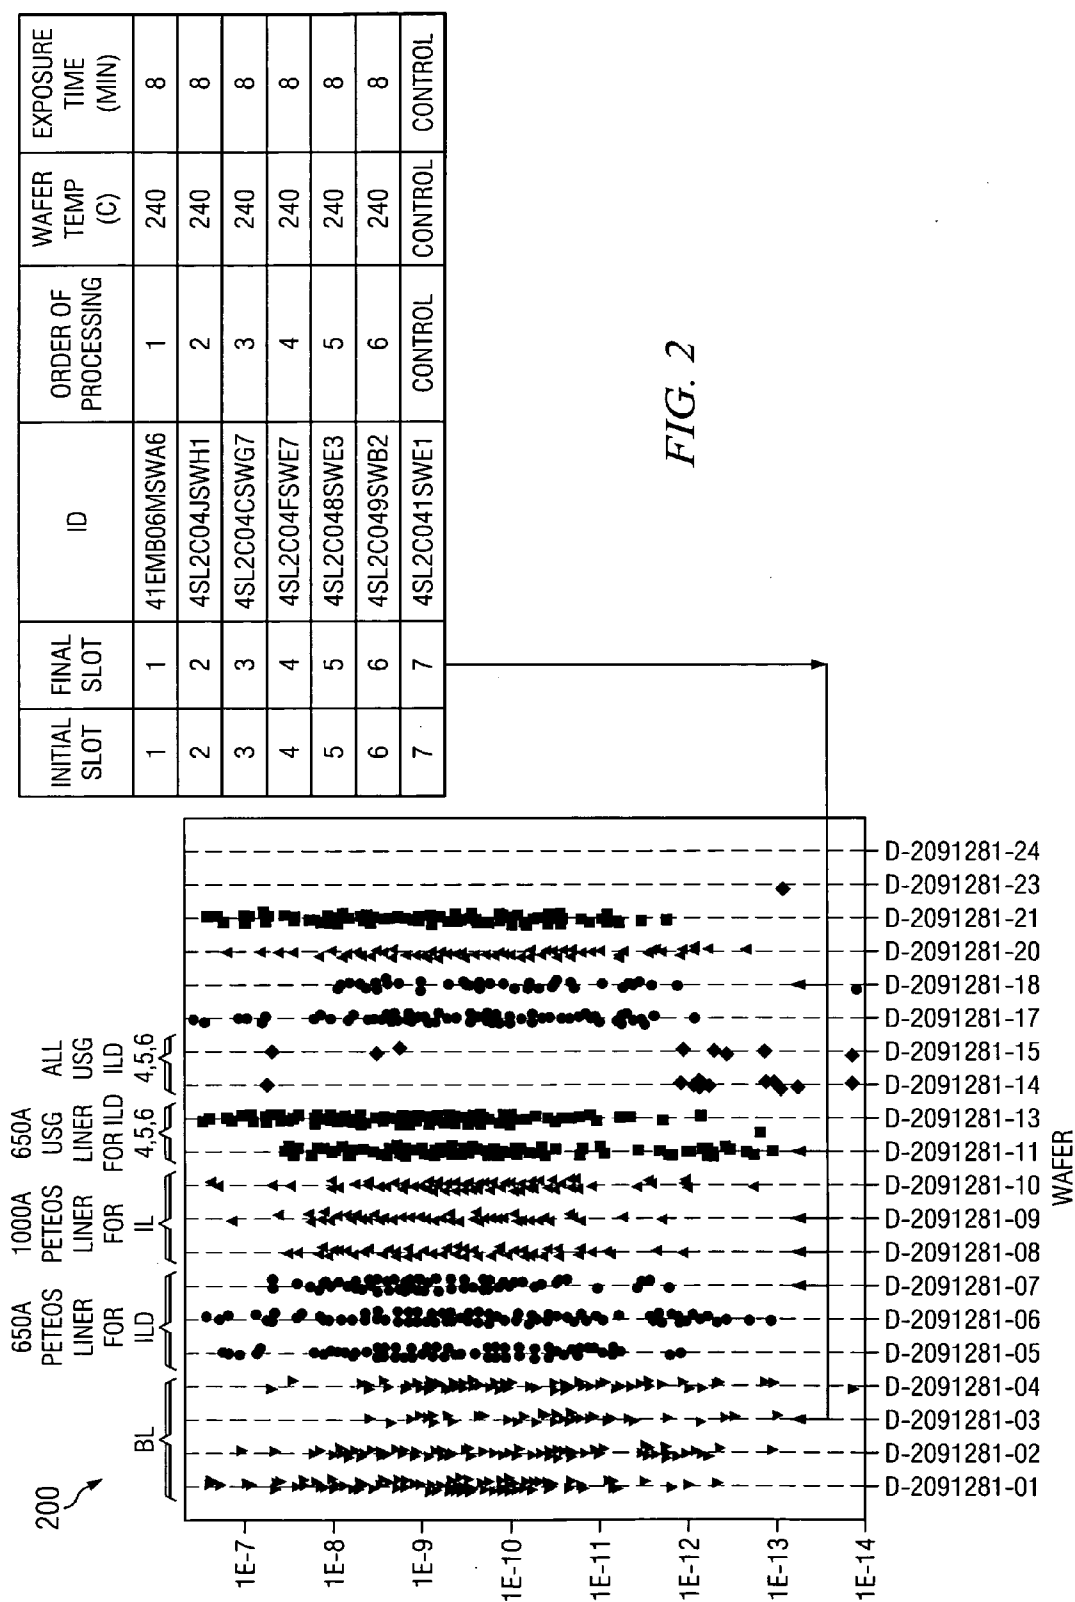 200
BL
650A
PETEOS
LINER
FOR
ILD
1000A
PETEOS
LINER
FOR
IL
650A
USG
LINER
FOR ILD
4,5,6
ALL
USG
ILD
4,5,6
1E-7
1E-8
1E-9
1E-10
1E-11
1E-12
1E-13
1E-14
D-2091281-01
D-2091281-02
D-2091281-03
D-2091281-04
D-2091281-05
D-2091281-06
D-2091281-07
D-2091281-08
D-2091281-09
D-2091281-10
D-2091281-11
D-2091281-13
D-2091281-14
D-2091281-15
D-2091281-17
D-2091281-18
D-2091281-20
D-2091281-21
D-2091281-23
D-2091281-24
WAFER
INITIAL SLOT FINAL SLOT ID ORDER OF PROCESSING WAFER TEMP (C) EXPOSURE TIME (MIN)
1 1 41EMB06MSWA6 1 240 8
2 2 4SL2C04JSWH1 2 240 8
3 3 4SL2C04CSWG7 3 240 8
4 4 4SL2C04FSWE7 4 240 8
5 5 4SL2C048SWE3 5 240 8
6 6 4SL2C049SWB2 6 240 8
7 7 4SL2C041SWE1 CONTROL CONTROL CONTROL
FIG. 2